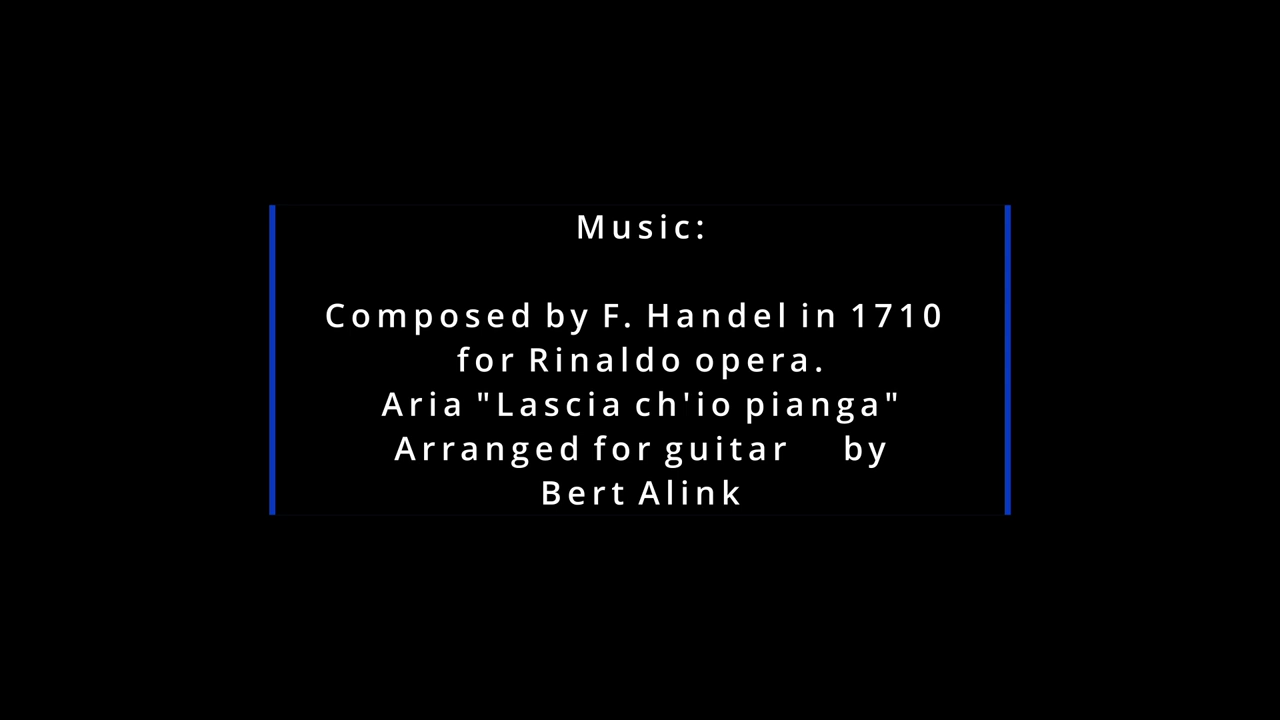 Music:
Composed by F. Handel in 1710
for Rinaldo opera.
Aria "Lascia ch'io pianga"
Arranged for guitar by
Bert Alink